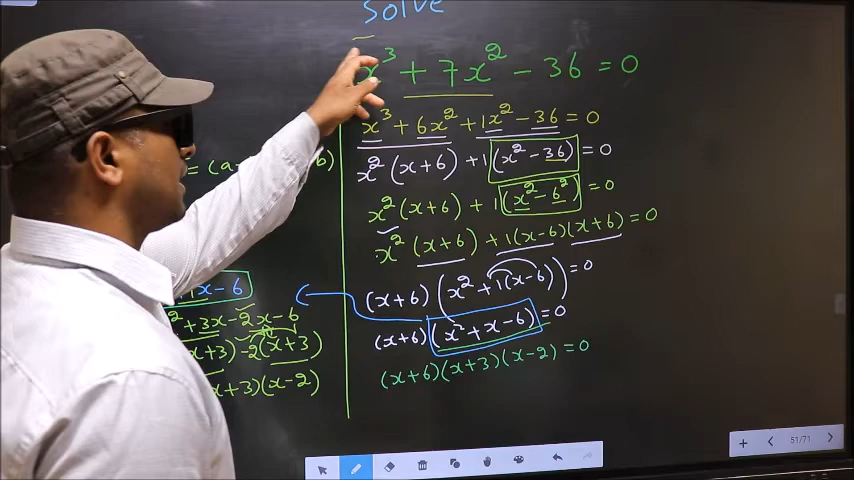 Solve
x³ + 7x² - 36 = 0
x³ + 6x² + 1x² - 36 = 0
x²(x+6) + 1(x² - 36) = 0
x²(x+6) + 1(x² - 6²) = 0
x²(x+6) + 1(x-6)(x+6) = 0
(x+6)(x² + 1(x-6)) = 0
(x+6)(x² + x - 6) = 0
(x+6)(x+3)(x-2) = 0
= (a
b)
1x - 6
² + 3x - 2x - 6
x+3) - 2(x+3)
x+3)(x-2)
51/71